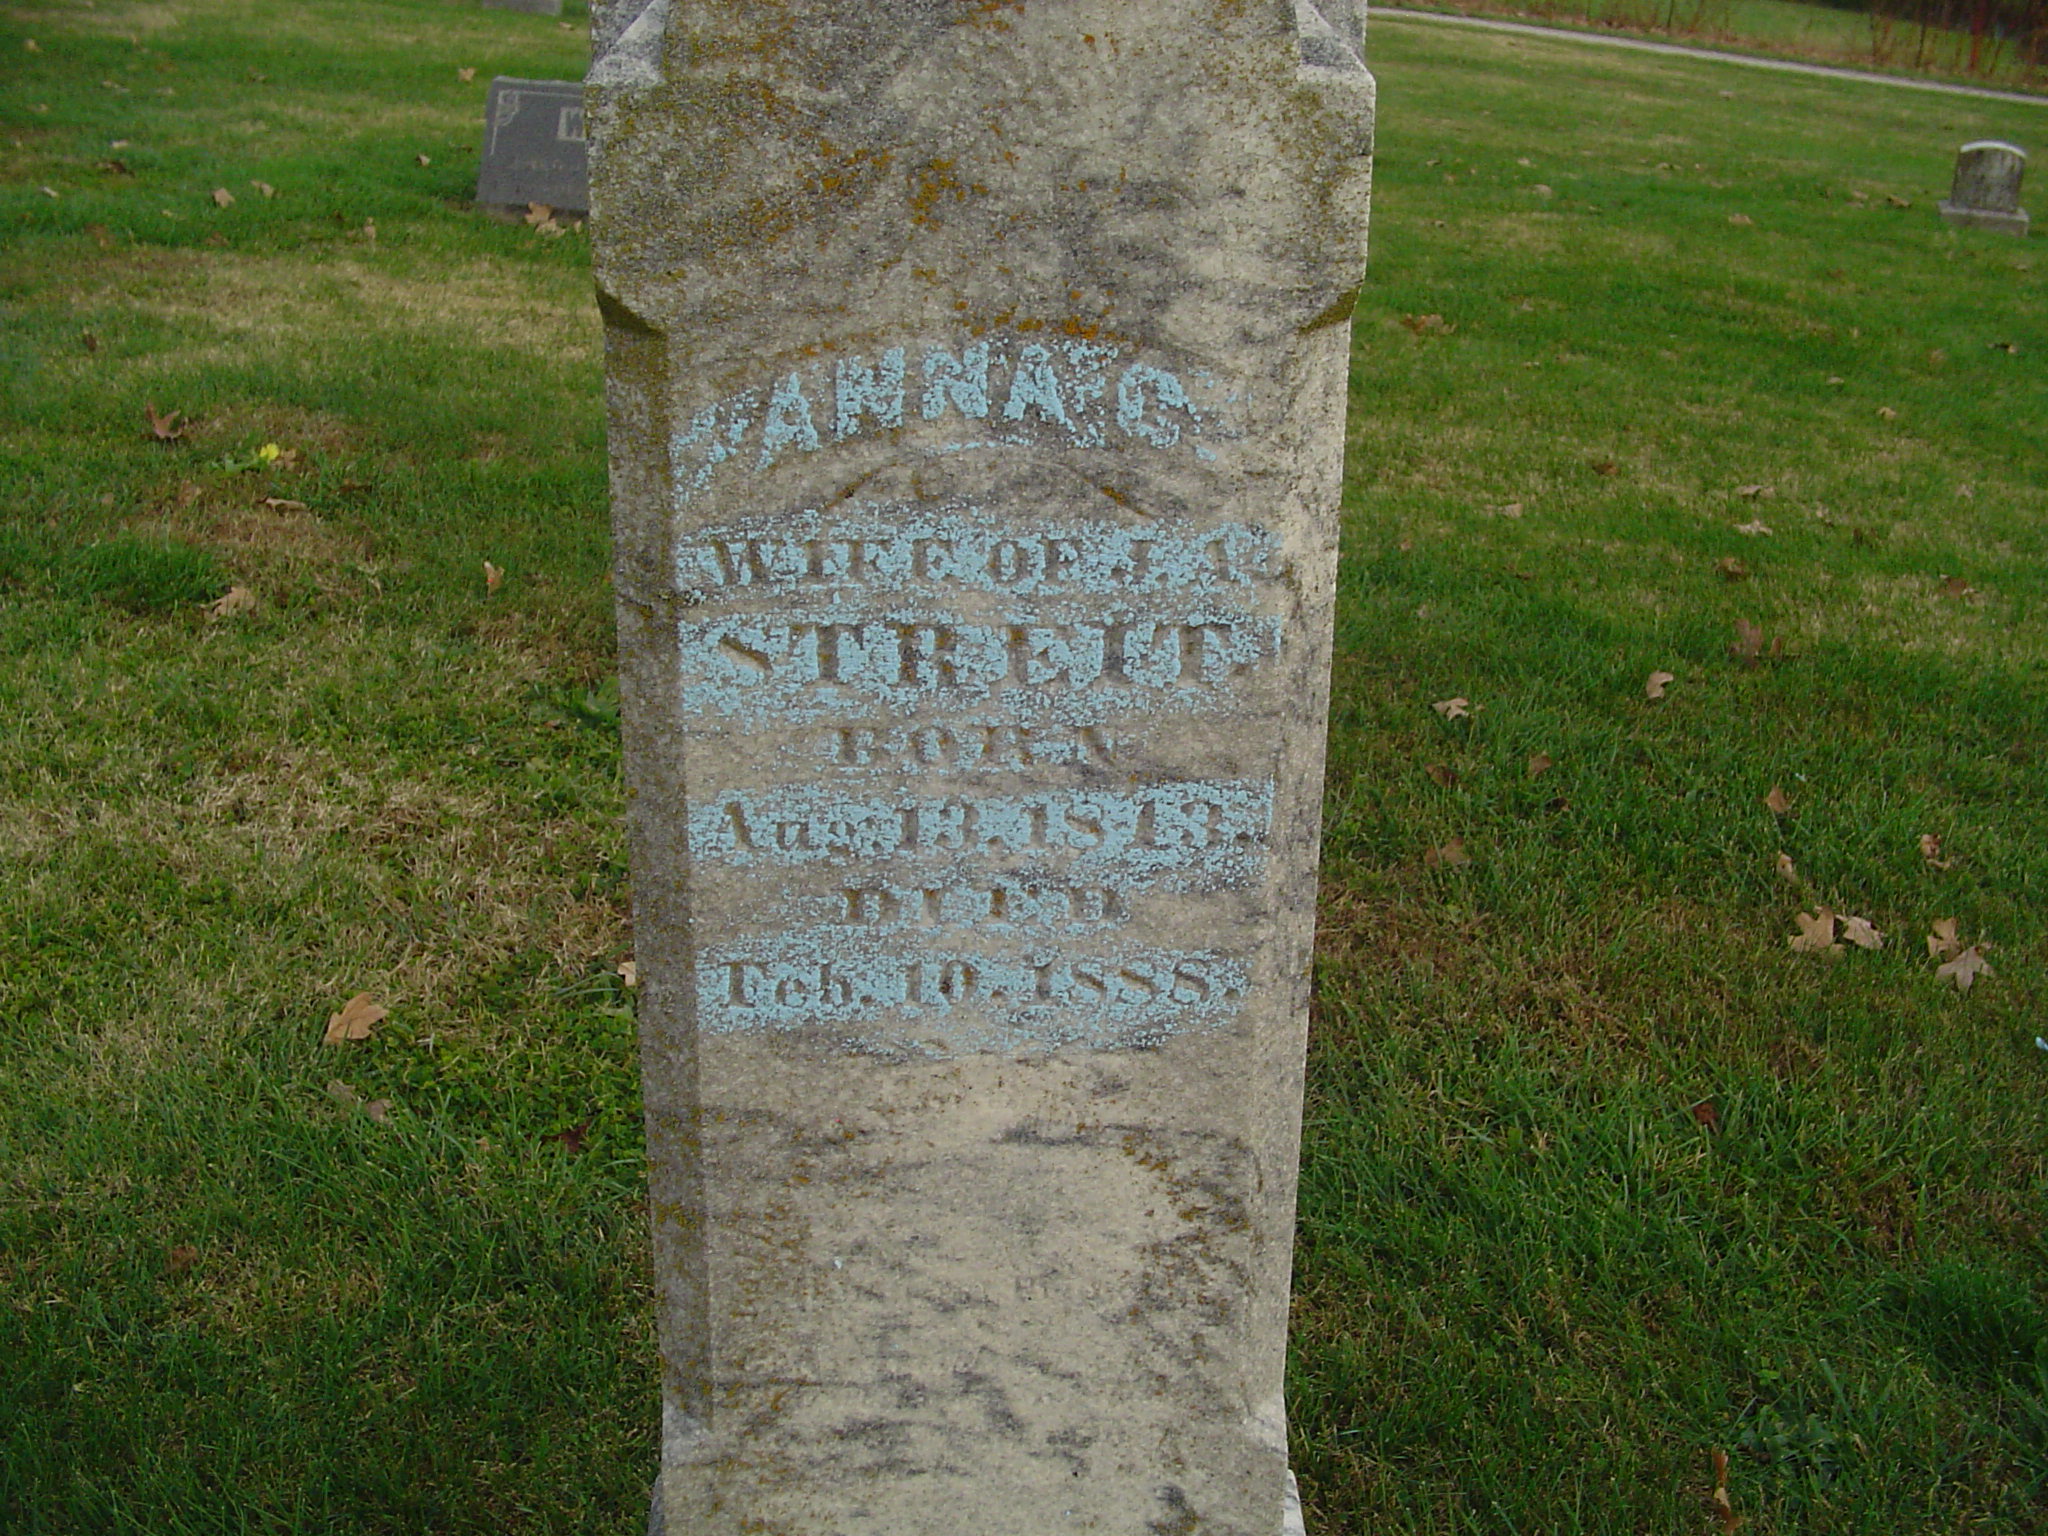 ANNA C.
WIFE OF J. A.
STREIT
BORN
Aug. 13. 1843.
DIED
Feb. 10. 1888.